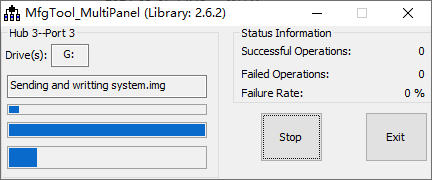 MfgTool_MultiPanel (Library: 2.6.2)
Hub 3--Port 3
Drive(s): G:
Sending and writting system.img
Status Information
Successful Operations: 0
Failed Operations: 0
Failure Rate: 0 %
Stop
Exit